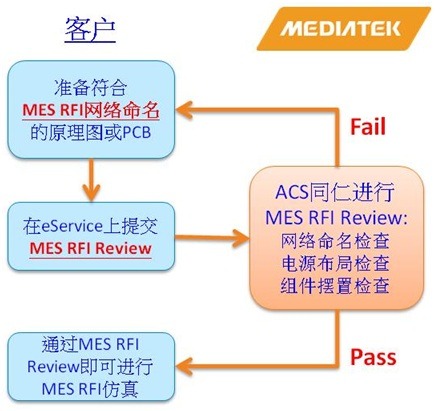 客户
MEDIATEK
准备符合
MES RFI网络命名
的原理图或PCB
Fail
在eService上提交
MES RFI Review
ACS同仁进行
MES RFI Review:
网络命名检查
电源布局检查
组件摆置检查
通过MES RFI
Review即可进行
MES RFI仿真
Pass